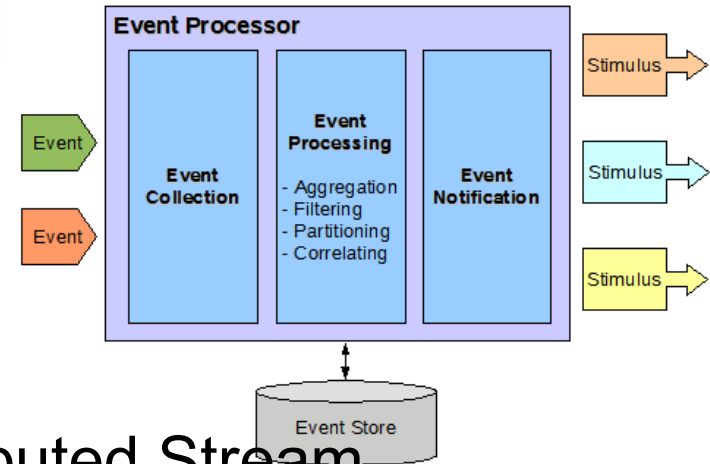 Event Processor
Event
Event
Event
Collection
Event
Processing
- Aggregation
- Filtering
- Partitioning
- Correlating
Event
Notification
Stimulus
Stimulus
Stimulus
Event Store
Stream